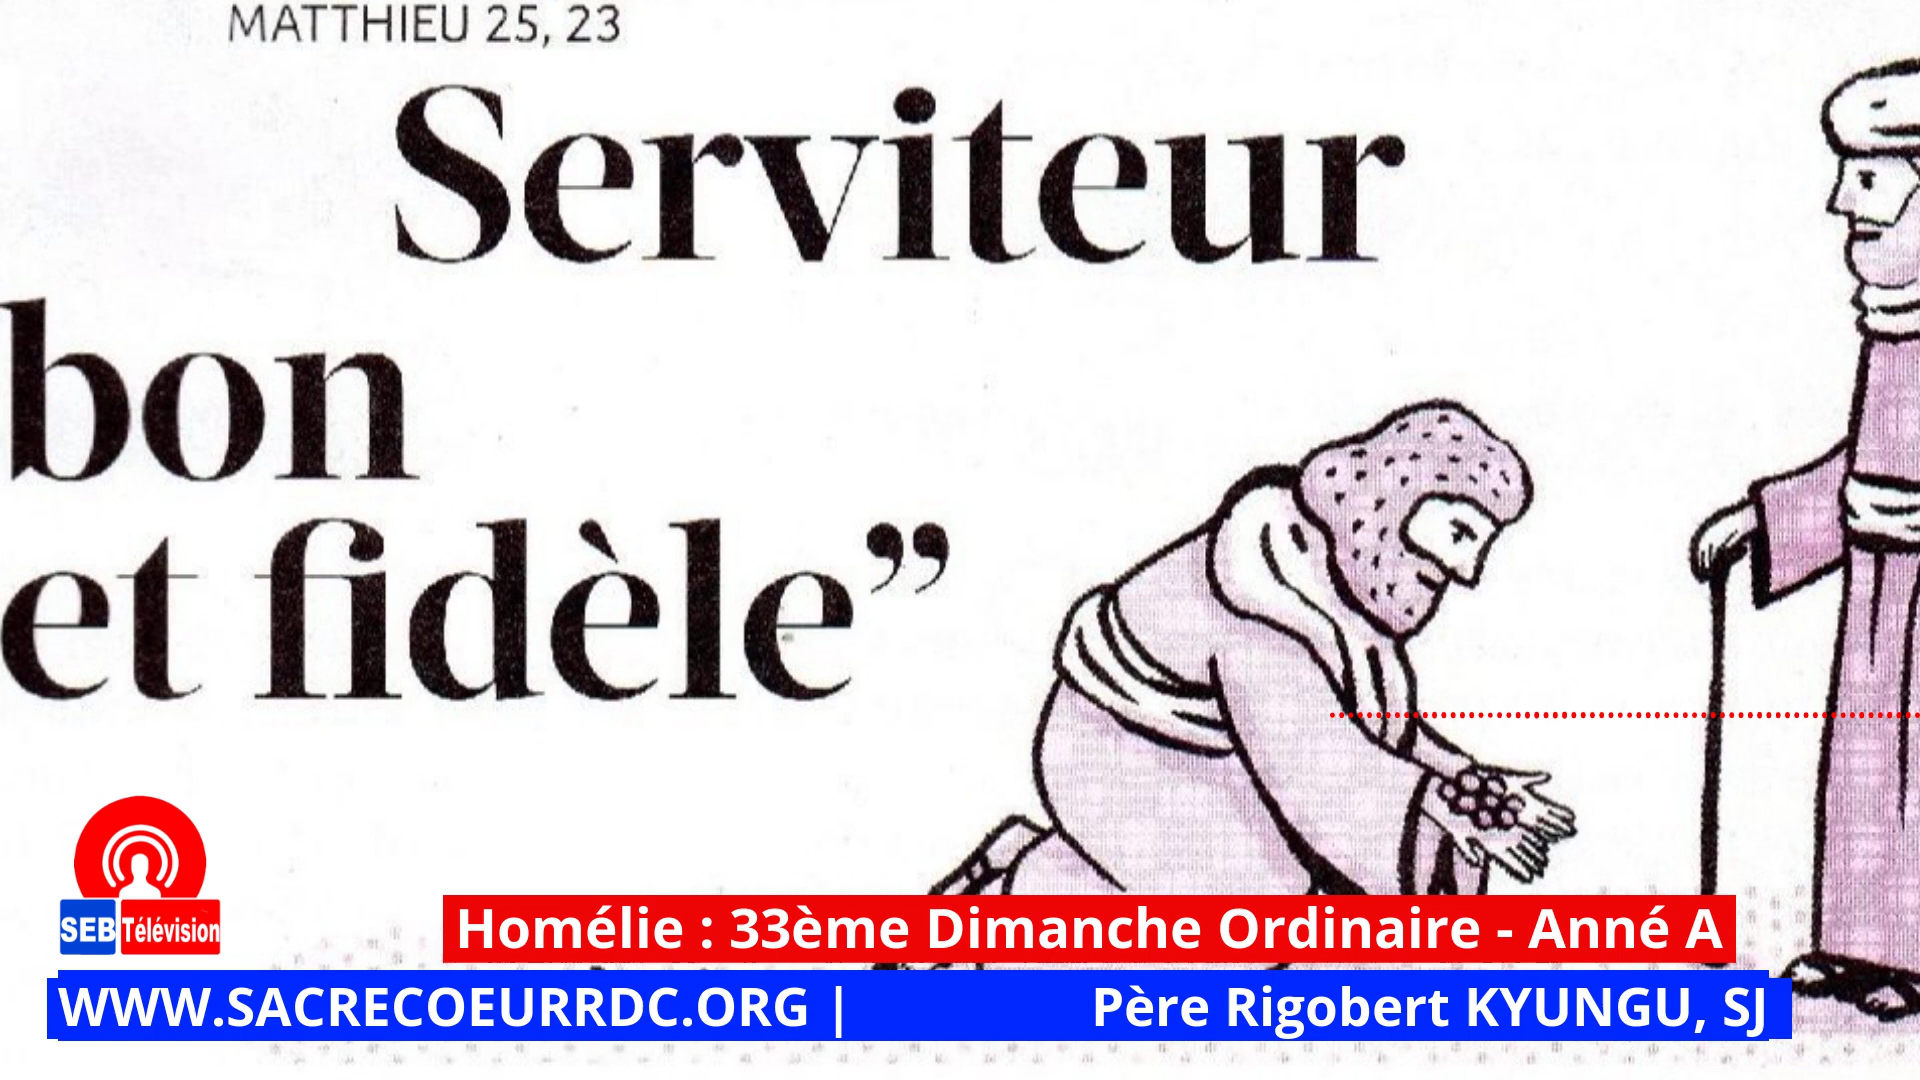 MATTHIEU 25, 23
Serviteur
bon
et fidèle”
SEB Télévision
Homélie : 33ème Dimanche Ordinaire - Anné A
WWW.SACRECOEURRDC.ORG | Père Rigobert KYUNGU, SJ